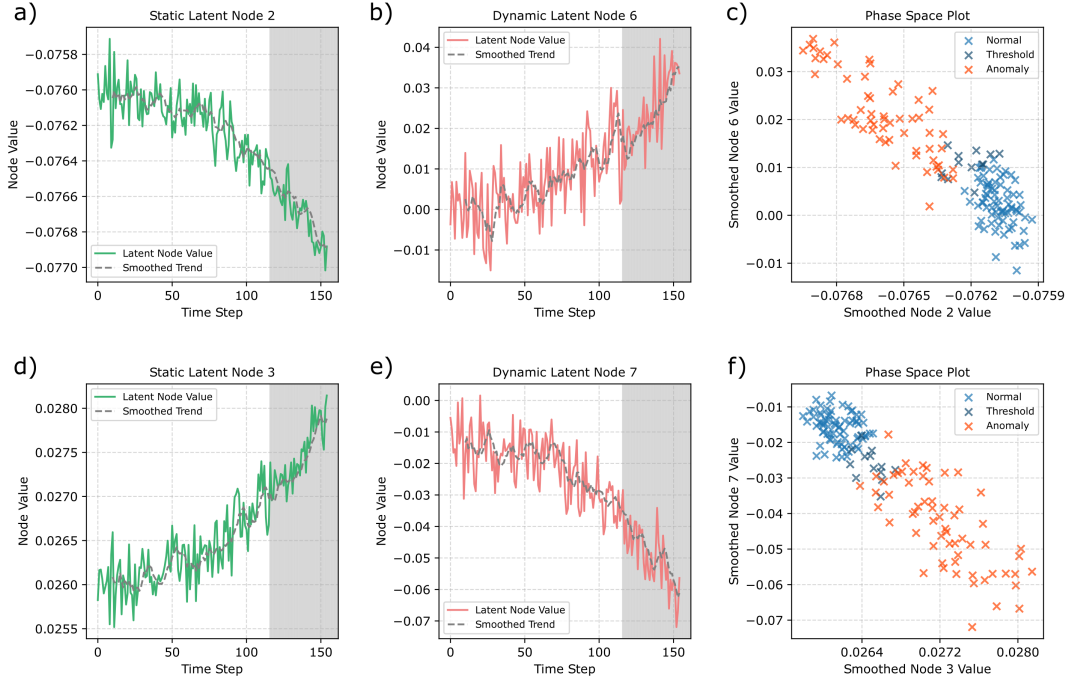 a)
Static Latent Node 2
Node Value
−0.0758
−0.0760
−0.0762
−0.0764
−0.0766
−0.0768
−0.0770
Latent Node Value
Smoothed Trend
0
50
100
150
Time Step
b)
Dynamic Latent Node 6
Node Value
0.04
0.03
0.02
0.01
0.00
−0.01
Latent Node Value
Smoothed Trend
0
50
100
150
Time Step
c)
Phase Space Plot
Smoothed Node 6 Value
0.03
0.02
0.01
0.00
−0.01
Normal
Threshold
Anomaly
−0.0768
−0.0765
−0.0762
−0.0759
Smoothed Node 2 Value
d)
Static Latent Node 3
Node Value
0.0280
0.0275
0.0270
0.0265
0.0260
0.0255
Latent Node Value
Smoothed Trend
0
50
100
150
Time Step
e)
Dynamic Latent Node 7
Node Value
0.00
−0.01
−0.02
−0.03
−0.04
−0.05
−0.06
−0.07
Latent Node Value
Smoothed Trend
0
50
100
150
Time Step
f)
Phase Space Plot
Smoothed Node 7 Value
−0.01
−0.02
−0.03
−0.04
−0.05
−0.06
−0.07
Normal
Threshold
Anomaly
0.0264
0.0272
0.0280
Smoothed Node 3 Value